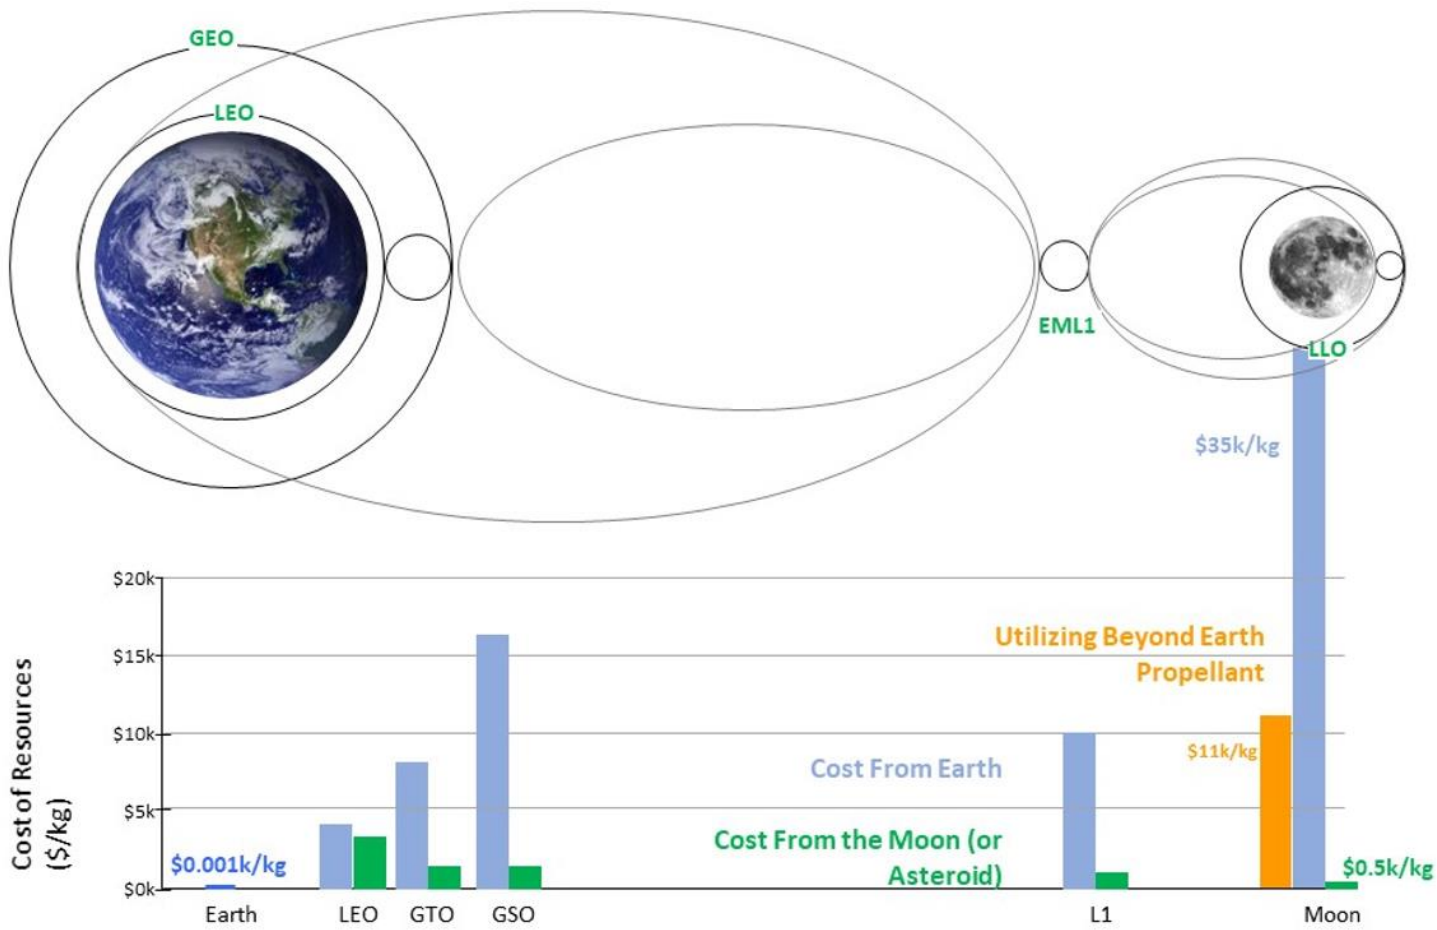 GEO
LEO
EML1
LLO
$35k/kg
$20k
Utilizing Beyond Earth
Propellant
$15k
$10k
$11k/kg
Cost From Earth
$5k
Cost From the Moon (or
Asteroid)
$0.001k/kg
$0.5k/kg
$0k
Cost of Resources
($/kg)
Earth
LEO
GTO
GSO
L1
Moon